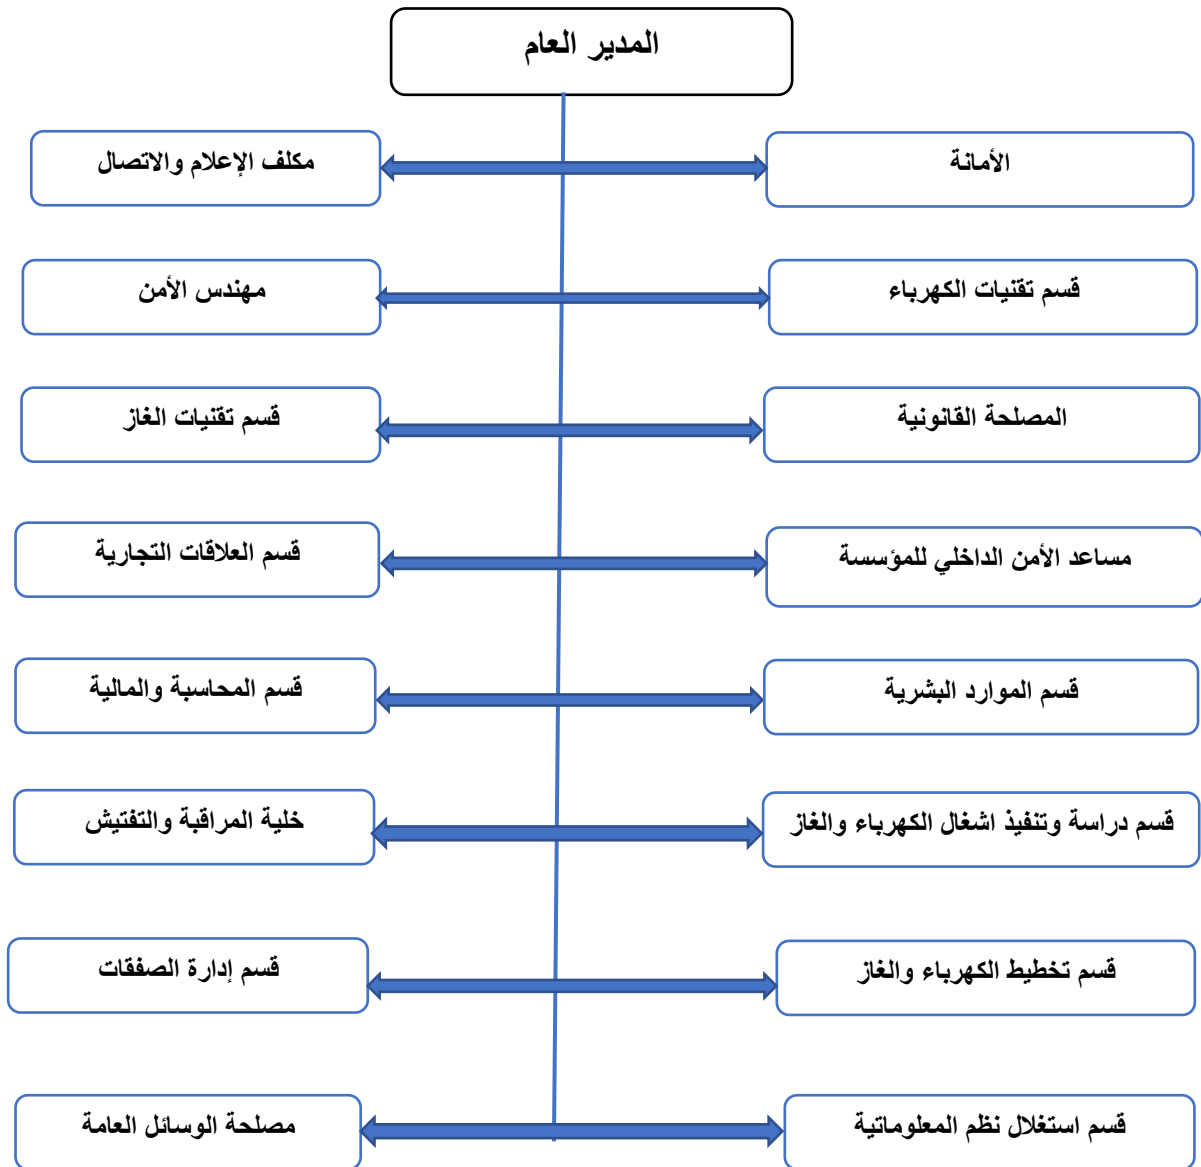 المدير العام
الأمانة
مكلف الإعلام والاتصال
قسم تقنيات الكهرباء
مهندس الأمن
المصلحة القانونية
قسم تقنيات الغاز
مساعد الأمن الداخلي للمؤسسة
قسم العلاقات التجارية
قسم الموارد البشرية
قسم المحاسبة والمالية
قسم دراسة وتنفيذ اشغال الكهرباء والغاز
خلية المراقبة والتفتيش
قسم تخطيط الكهرباء والغاز
قسم إدارة الصفقات
قسم استغلال نظم المعلوماتية
مصلحة الوسائل العامة